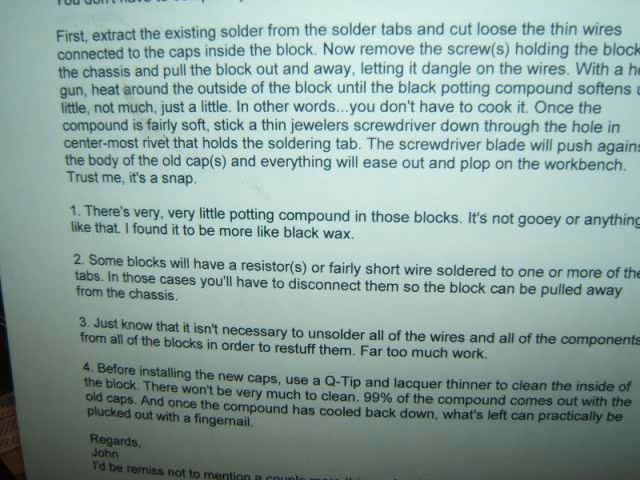 You don't have to
First, extract the existing solder from the solder tabs and cut loose the thin wires
connected to the caps inside the block. Now remove the screw(s) holding the block
the chassis and pull the block out and away, letting it dangle on the wires. With a
gun, heat around the outside of the block until the black potting compound softens
little, not much, just a little. In other words...you don't have to cook it. Once the
compound is fairly soft, stick a thin jewelers screwdriver down through the hole in
center-most rivet that holds the soldering tab. The screwdriver blade will push agains
the body of the old cap(s) and everything will ease out and plop on the workbench.
Trust me, it's a snap.
1. There's very, very little potting compound in those blocks. It's not gooey or anything
like that. I found it to be more like black wax.
2. Some blocks will have a resistor(s) or fairly short wire soldered to one or more of the
tabs. In those cases you'll have to disconnect them so the block can be pulled away
from the chassis.
3. Just know that it isn't necessary to unsolder all of the wires and all of the components
from all of the blocks in order to restuff them. Far too much work.
4. Before installing the new caps, use a Q-Tip and lacquer thinner to clean the inside of
the block. There won't be very much to clean. 99% of the compound comes out with the
old caps. And once the compound has cooled back down, what's left can practically be
plucked out with a fingernail.
Regards,
John
I'd be remiss not to mention a couple